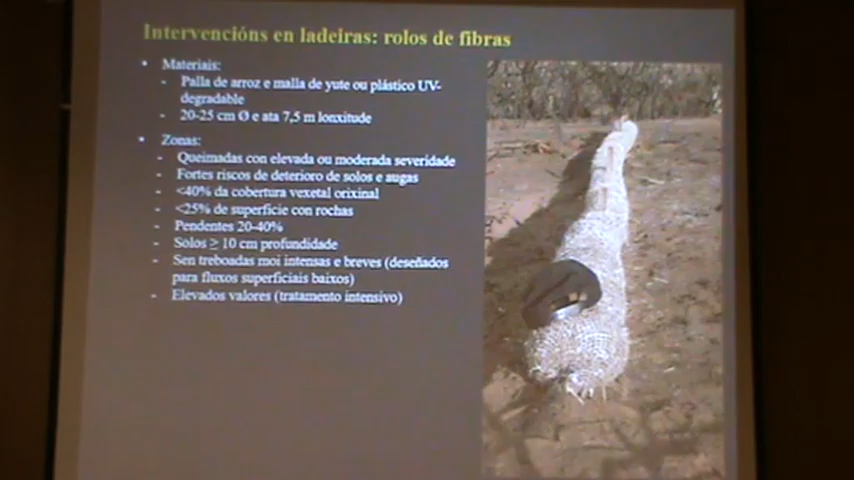 Intervencións en ladeiras: rolos de fibras
• Materiais:
- Palla de arroz e malla de yute ou plástico UV-
degradable
- 20-25 cm Ø e ata 7,5 m lonxitude
• Zonas:
- Queimadas con elevada ou moderada severidade
- Fortes riscos de deterioro de solos e augas
- <40% da cobertura vexetal orixinal
- <25% de superficie con rochas
- Pendentes 20-40%
- Solos ≥ 10 cm profundidade
- Sen treboadas moi intensas e breves (deseñados
para fluxos superficiais baixos)
- Elevados valores (tratamento intensivo)